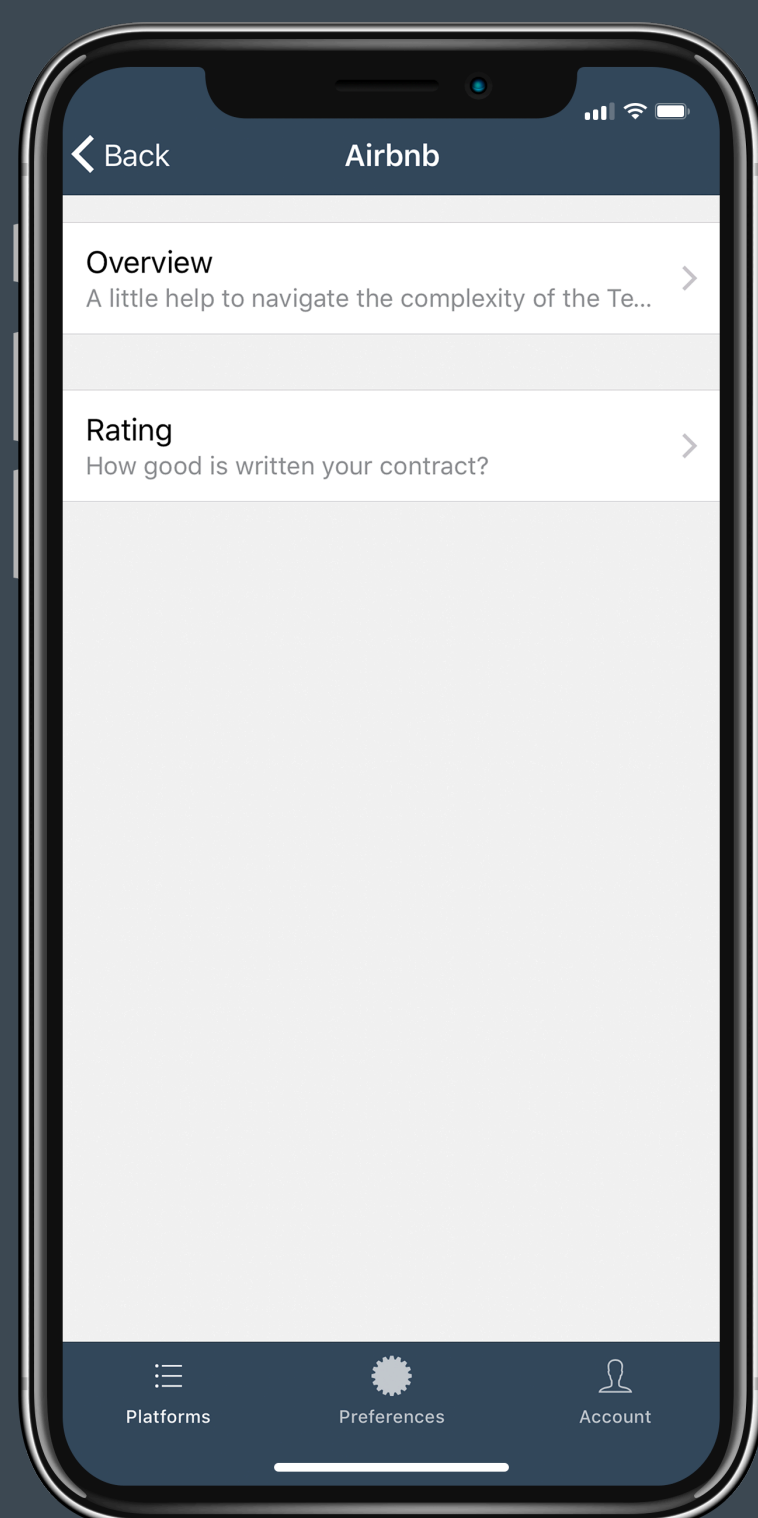 Back
Airbnb
Overview
A little help to navigate the complexity of the Te...
Rating
How good is written your contract?
Platforms
Preferences
Account